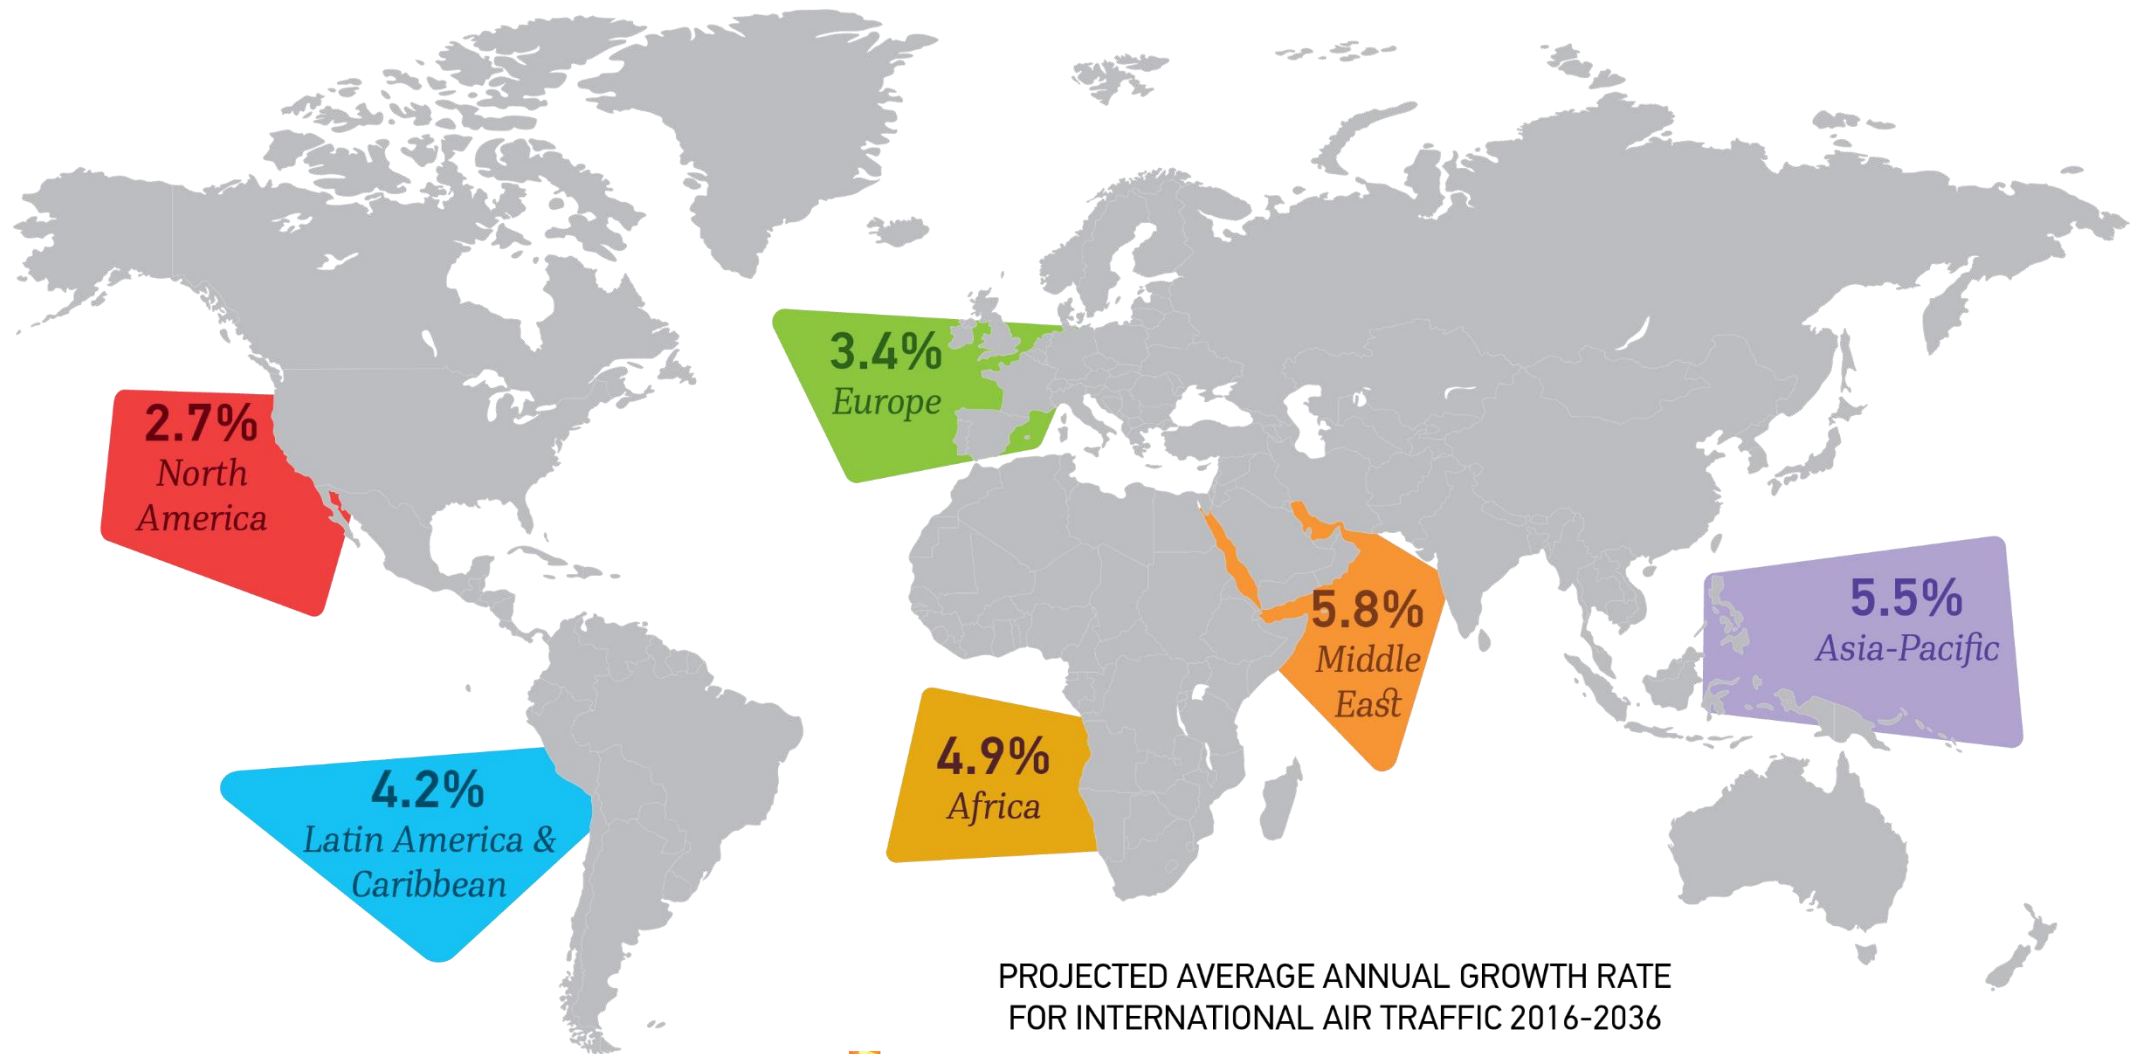 3.4%
Europe
2.7%
North
America
5.5%
Asia-Pacific
5.8%
Middle
East
4.9%
Africa
4.2%
Latin America &
Caribbean
PROJECTED AVERAGE ANNUAL GROWTH RATE
FOR INTERNATIONAL AIR TRAFFIC 2016-2036